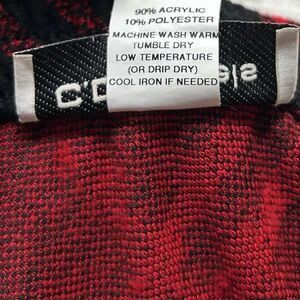 90% ACRYLIC
10% POLYESTER
MACHINE WASH WARM
TUMBLE DRY
LOW TEMPERATURE
(OR DRIP DRY)
COOL IRON IF NEEDED